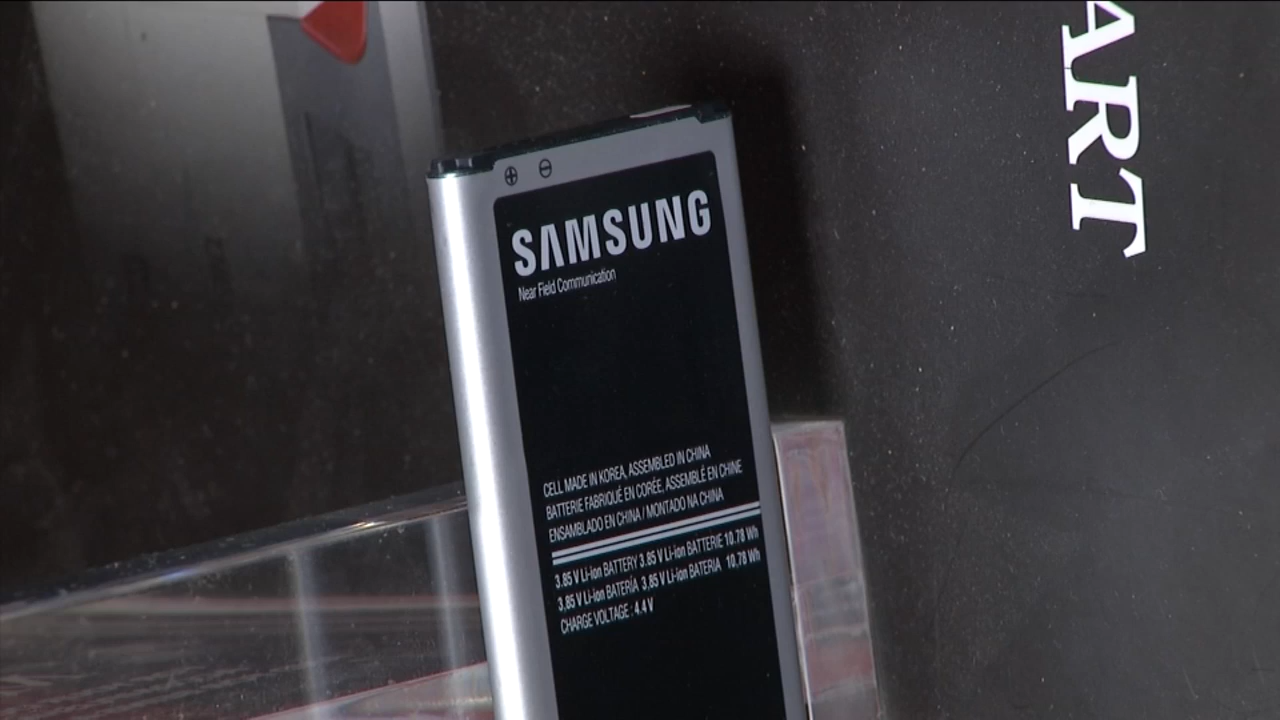 SAMSUNG
Near Field Communication
CELL MADE IN KOREA, ASSEMBLED IN CHINA
BATTERIE FABRIQUÉ EN CORÉE, ASSEMBLÉ EN CHINE
ENSAMBLADO EN CHINA / MONTADO NA CHINA
3.85 V Li-ion BATTERY 3.85 V Li-ion BATTERIE 10.78 Wh
3.85 V Li-ion BATERÍA 3.85 V Li-ion BATERIA 10.78 Wh
CHARGE VOLTAGE : 4.4 V
ART